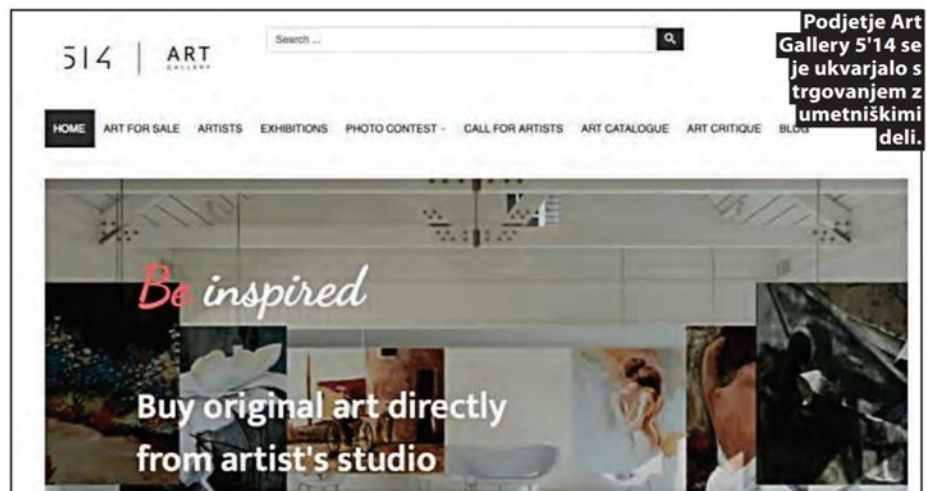 Podjetje Art
Gallery 5'14 se
je ukvarjalo s
trgovanjem z
umetniškimi
deli.
514 | ART
GALLERY
Search ...
HOME ART FOR SALE ARTISTS EXHIBITIONS PHOTO CONTEST - CALL FOR ARTISTS ART CATALOGUE ART CRITIQUE BLOG
Be inspired
Buy original art directly
from artist's studio